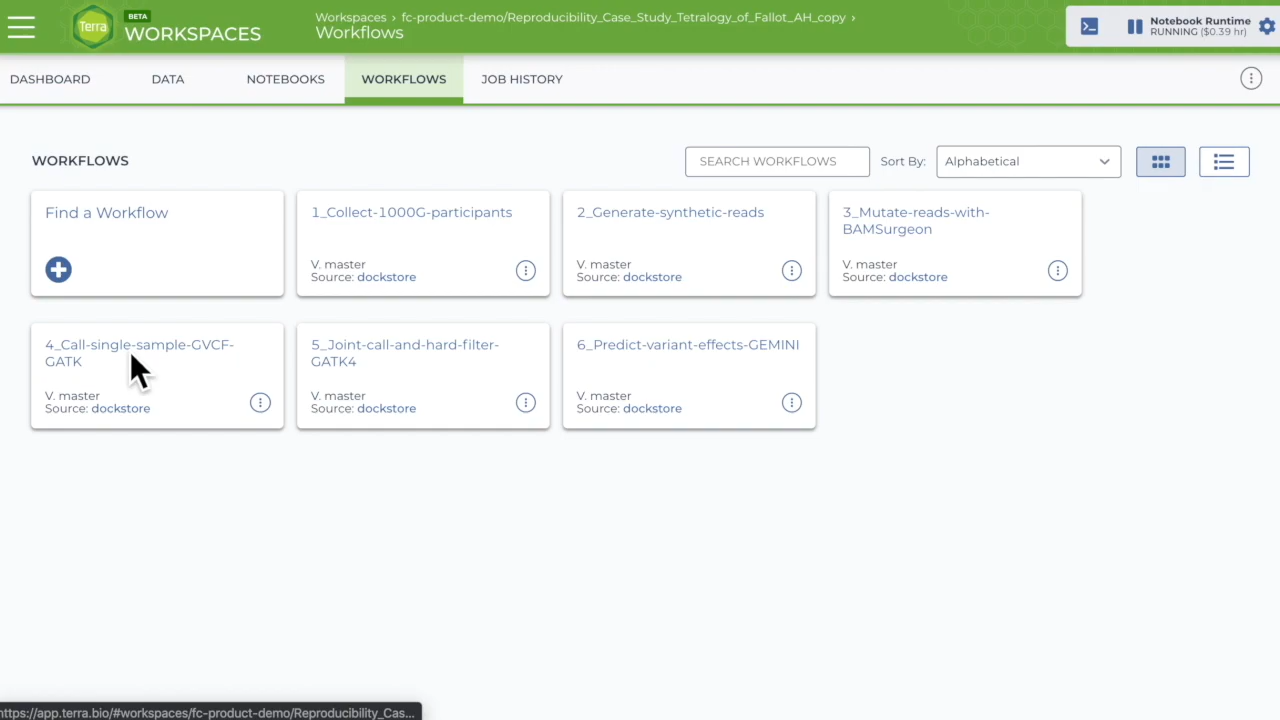 Terra
BETA
WORKSPACES
Workspaces › fc-product-demo/Reproducibility_Case_Study_Tetralogy_of_Fallot_AH_copy ›
Workflows
Notebook Runtime
RUNNING ($0.39 hr)
DASHBOARD
DATA
NOTEBOOKS
WORKFLOWS
JOB HISTORY
WORKFLOWS
SEARCH WORKFLOWS
Sort By:
Alphabetical
Find a Workflow
1_Collect-1000G-participants
V. master
Source: dockstore
2_Generate-synthetic-reads
V. master
Source: dockstore
3_Mutate-reads-with-
BAMSurgeon
V. master
Source: dockstore
4_Call-single-sample-GVCF-
GATK
V. master
Source: dockstore
5_Joint-call-and-hard-filter-
GATK4
V. master
Source: dockstore
6_Predict-variant-effects-GEMINI
V. master
Source: dockstore
https://app.terra.bio/#workspaces/fc-product-demo/Reproducibility_Cas...